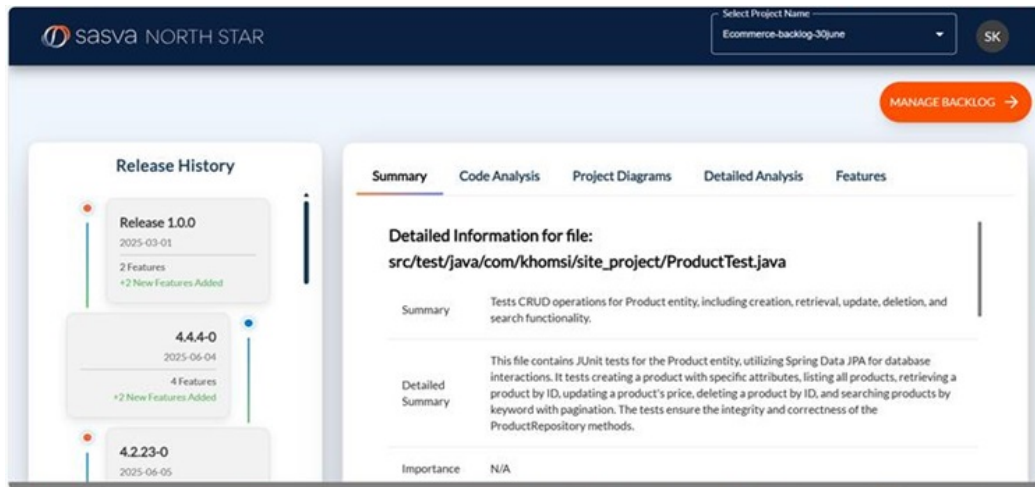 sasva NORTH STAR
Select Project Name
Ecommerce-backlog-30june
SK
MANAGE BACKLOG
Release History
Release 1.0.0
2025-03-01
2 Features
+2 New Features Added
4.4.4-0
2025-06-04
4 Features
+2 New Features Added
4.2.23-0
2025-06-05
Summary Code Analysis Project Diagrams Detailed Analysis Features
Detailed Information for file:
src/test/java/com/khomsi/site_project/ProductTest.java
Summary
Tests CRUD operations for Product entity, including creation, retrieval, update, deletion, and
search functionality.
Detailed
Summary
This file contains JUnit tests for the Product entity, utilizing Spring Data JPA for database
interactions. It tests creating a product with specific attributes, listing all products, retrieving a
product by ID, updating a product's price, deleting a product by ID, and searching products by
keyword with pagination. The tests ensure the integrity and correctness of the
ProductRepository methods.
Importance N/A